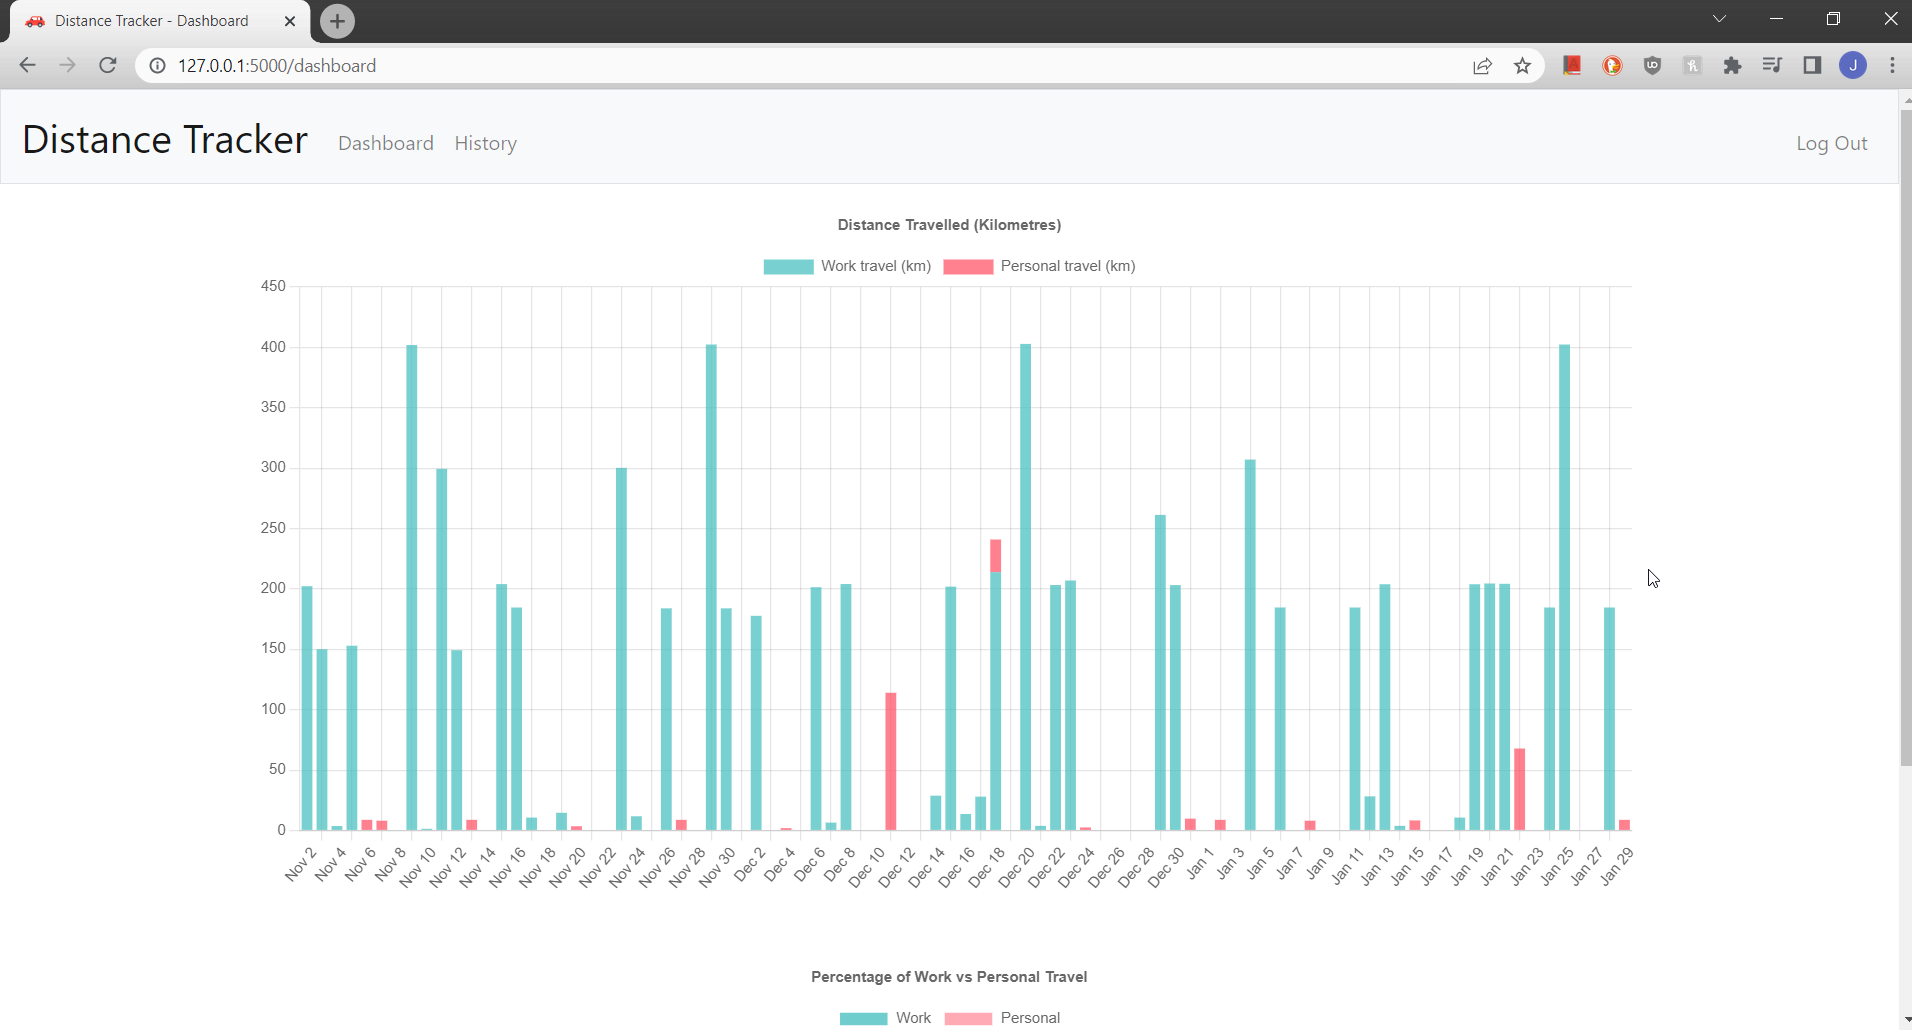 Distance Tracker - Dashboard
127.0.0.1:5000/dashboard
J
Distance Tracker Dashboard History Log Out
Distance Travelled (Kilometres)
Work travel (km) Personal travel (km)
450
400
350
300
250
200
150
100
50
0
Nov 2 Nov 4 Nov 6 Nov 8 Nov 10 Nov 12 Nov 14 Nov 16 Nov 18 Nov 20 Nov 22 Nov 24 Nov 26 Nov 28 Nov 30 Dec 2 Dec 4 Dec 6 Dec 8 Dec 10 Dec 12 Dec 14 Dec 16 Dec 18 Dec 20 Dec 22 Dec 24 Dec 26 Dec 28 Dec 30 Jan 1 Jan 3 Jan 5 Jan 7 Jan 9 Jan 11 Jan 13 Jan 15 Jan 17 Jan 19 Jan 21 Jan 23 Jan 25 Jan 27 Jan 29
Percentage of Work vs Personal Travel
Work Personal